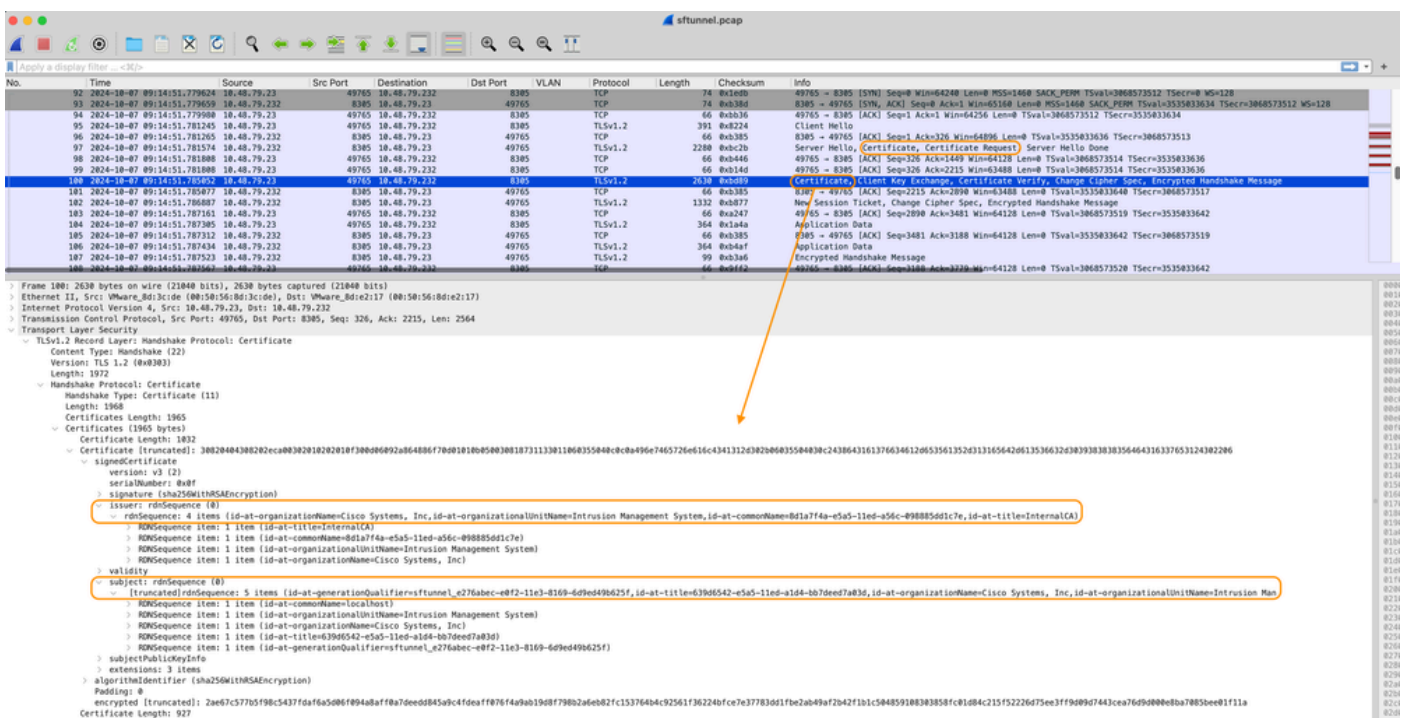 sftunnel.pcap
Apply a display filter ... <⌘/>
No. Time Source Src Port Destination Dst Port VLAN Protocol Length Checksum Info
92 2024-10-07 09:14:51.779624 10.48.79.23 49765 10.48.79.232 8305 TCP 74 0x1edb 49765 → 8305 [SYN] Seq=0 Win=64240 Len=0 MSS=1460 SACK_PERM TSval=3068573512 TSecr=0 WS=128
93 2024-10-07 09:14:51.779659 10.48.79.232 8305 10.48.79.23 49765 TCP 74 0xb38d 8305 → 49765 [SYN, ACK] Seq=0 Ack=1 Win=65160 Len=0 MSS=1460 SACK_PERM TSval=3535033634 TSecr=3068573512 WS=128
94 2024-10-07 09:14:51.779980 10.48.79.23 49765 10.48.79.232 8305 TCP 66 0xbb36 49765 → 8305 [ACK] Seq=1 Ack=1 Win=64256 Len=0 TSval=3068573512 TSecr=3535033634
95 2024-10-07 09:14:51.781245 10.48.79.23 49765 10.48.79.232 8305 TLSv1.2 391 0x8224 Client Hello
96 2024-10-07 09:14:51.781265 10.48.79.232 8305 10.48.79.23 49765 TCP 66 0xb385 8305 → 49765 [ACK] Seq=1 Ack=326 Win=64896 Len=0 TSval=3535033636 TSecr=3068573513
97 2024-10-07 09:14:51.781574 10.48.79.232 8305 10.48.79.23 49765 TLSv1.2 2280 0xbc2b Server Hello, Certificate, Certificate Request, Server Hello Done
98 2024-10-07 09:14:51.781808 10.48.79.23 49765 10.48.79.232 8305 TCP 66 0xb446 49765 → 8305 [ACK] Seq=326 Ack=1449 Win=64128 Len=0 TSval=3068573514 TSecr=3535033636
99 2024-10-07 09:14:51.781808 10.48.79.23 49765 10.48.79.232 8305 TCP 66 0xb14d 49765 → 8305 [ACK] Seq=326 Ack=2215 Win=63488 Len=0 TSval=3068573514 TSecr=3535033636
100 2024-10-07 09:14:51.785052 10.48.79.23 49765 10.48.79.232 8305 TLSv1.2 2630 0xbd89 Certificate, Client Key Exchange, Certificate Verify, Change Cipher Spec, Encrypted Handshake Message
101 2024-10-07 09:14:51.785077 10.48.79.232 8305 10.48.79.23 49765 TCP 66 0xb385 8305 → 49765 [ACK] Seq=2215 Ack=2890 Win=63488 Len=0 TSval=3535033640 TSecr=3068573517
102 2024-10-07 09:14:51.786887 10.48.79.232 8305 10.48.79.23 49765 TLSv1.2 1332 0xb877 New Session Ticket, Change Cipher Spec, Encrypted Handshake Message
103 2024-10-07 09:14:51.787161 10.48.79.23 49765 10.48.79.232 8305 TCP 66 0xa247 49765 → 8305 [ACK] Seq=2890 Ack=3481 Win=64128 Len=0 TSval=3068573519 TSecr=3535033642
104 2024-10-07 09:14:51.787305 10.48.79.23 49765 10.48.79.232 8305 TLSv1.2 364 0x1a4a Application Data
105 2024-10-07 09:14:51.787312 10.48.79.232 8305 10.48.79.23 49765 TCP 66 0xb385 8305 → 49765 [ACK] Seq=3481 Ack=3188 Win=64128 Len=0 TSval=3535033642 TSecr=3068573519
106 2024-10-07 09:14:51.787434 10.48.79.232 8305 10.48.79.23 49765 TLSv1.2 364 0xb4af Application Data
107 2024-10-07 09:14:51.787523 10.48.79.232 8305 10.48.79.23 49765 TLSv1.2 99 0xb3a6 Encrypted Handshake Message
108 2024-10-07 09:14:51.787567 10.48.79.23 49765 10.48.79.232 8305 TCP 66 0x9ff2 49765 → 8305 [ACK] Seq=3188 Ack=3779 Win=64128 Len=0 TSval=3068573520 TSecr=3535033642
Frame 100: 2630 bytes on wire (21040 bits), 2630 bytes captured (21040 bits)
Ethernet II, Src: VMware_8d:3c:de (00:50:56:8d:3c:de), Dst: VMware_8d:e2:17 (00:50:56:8d:e2:17)
Internet Protocol Version 4, Src: 10.48.79.23, Dst: 10.48.79.232
Transmission Control Protocol, Src Port: 49765, Dst Port: 8305, Seq: 326, Ack: 2215, Len: 2564
Transport Layer Security
TLSv1.2 Record Layer: Handshake Protocol: Certificate
Content Type: Handshake (22)
Version: TLS 1.2 (0x0303)
Length: 1972
Handshake Protocol: Certificate
Handshake Type: Certificate (11)
Length: 1968
Certificates Length: 1965
Certificates (1965 bytes)
Certificate Length: 1032
Certificate [truncated]:
signedCertificate
version: v3 (2)
serialNumber: 0x0f
signature (sha256WithRSAEncryption)
issuer: rdnSequence (0)
rdnSequence: 4 items (id-at-organizationName=Cisco Systems, Inc,id-at-organizationalUnitName=Intrusion Management System,id-at-commonName=8d1a7f4a-e5a5-11ed-a56c-098885dd1c7e,id-at-title=InternalCA)
RDNSequence item: 1 item (id-at-title=InternalCA)
RDNSequence item: 1 item (id-at-commonName=8d1a7f4a-e5a5-11ed-a56c-098885dd1c7e)
RDNSequence item: 1 item (id-at-organizationalUnitName=Intrusion Management System)
RDNSequence item: 1 item (id-at-organizationName=Cisco Systems, Inc)
validity
subject: rdnSequence (0)
[truncated]rdnSequence: 5 items (id-at-generationQualifier=sftunnel_e276abec-e0f2-11e3-8169-6d9ed49b625f,id-at-title=639d6542-e5a5-11ed-a1d4-bb7deed7a03d,id-at-organizationName=Cisco Systems, Inc,id-at-organizationalUnitName=Intrusion Man
RDNSequence item: 1 item (id-at-commonName=localhost)
RDNSequence item: 1 item (id-at-organizationalUnitName=Intrusion Management System)
RDNSequence item: 1 item (id-at-organizationName=Cisco Systems, Inc)
RDNSequence item: 1 item (id-at-title=639d6542-e5a5-11ed-a1d4-bb7deed7a03d)
RDNSequence item: 1 item (id-at-generationQualifier=sftunnel_e276abec-e0f2-11e3-8169-6d9ed49b625f)
subjectPublicKeyInfo
extensions: 3 items
algorithmIdentifier (sha256WithRSAEncryption)
Padding: 0
encrypted [truncated]:
Certificate Length: 927